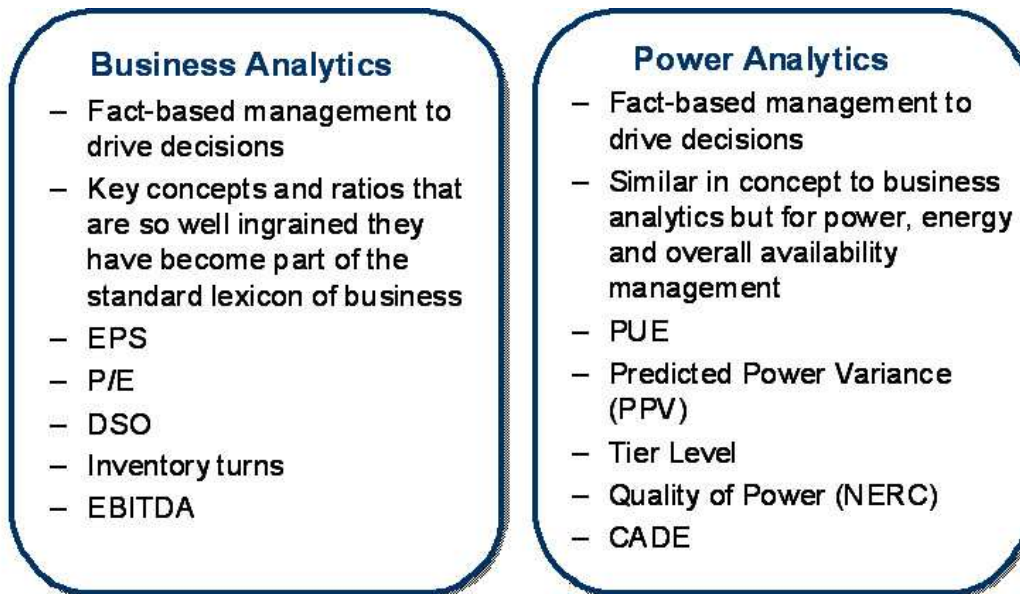 Business Analytics
– Fact-based management to
drive decisions
– Key concepts and ratios that
are so well ingrained they
have become part of the
standard lexicon of business
– EPS
– P/E
– DSO
– Inventory turns
– EBITDA
Power Analytics
– Fact-based management to
drive decisions
– Similar in concept to business
analytics but for power, energy
and overall availability
management
– PUE
– Predicted Power Variance
(PPV)
– Tier Level
– Quality of Power (NERC)
– CADE